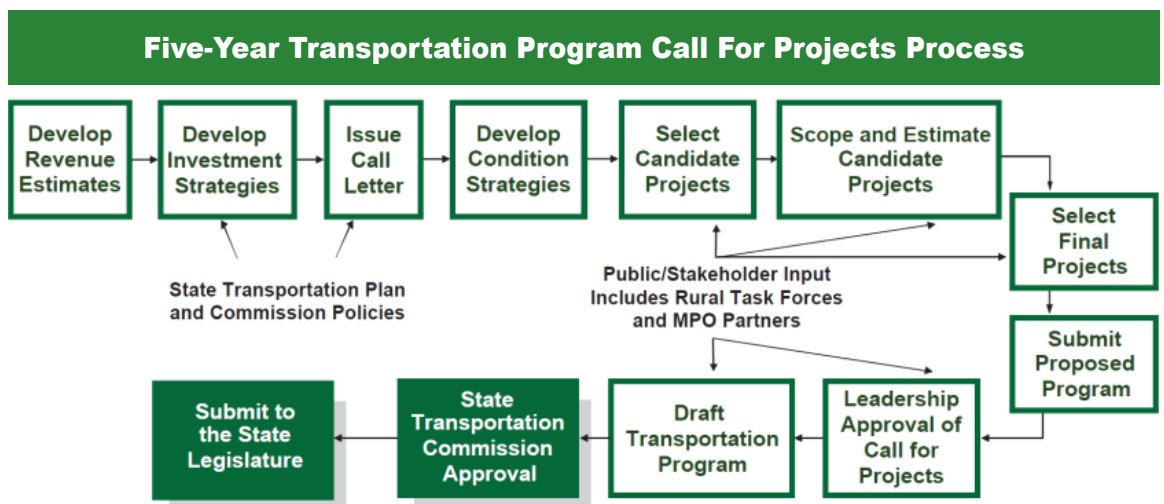 Five-Year Transportation Program Call For Projects Process
Develop
Revenue
Estimates
Develop
Investment
Strategies
Issue
Call
Letter
Develop
Condition
Strategies
Select
Candidate
Projects
Scope and Estimate
Candidate
Projects
Select
Final
Projects
State Transportation Plan
and Commission Policies
Public/Stakeholder Input
Includes Rural Task Forces
and MPO Partners
Submit
Proposed
Program
Leadership
Approval of
Call for
Projects
Draft
Transportation
Program
State
Transportation
Commission
Approval
Submit to
the State
Legislature